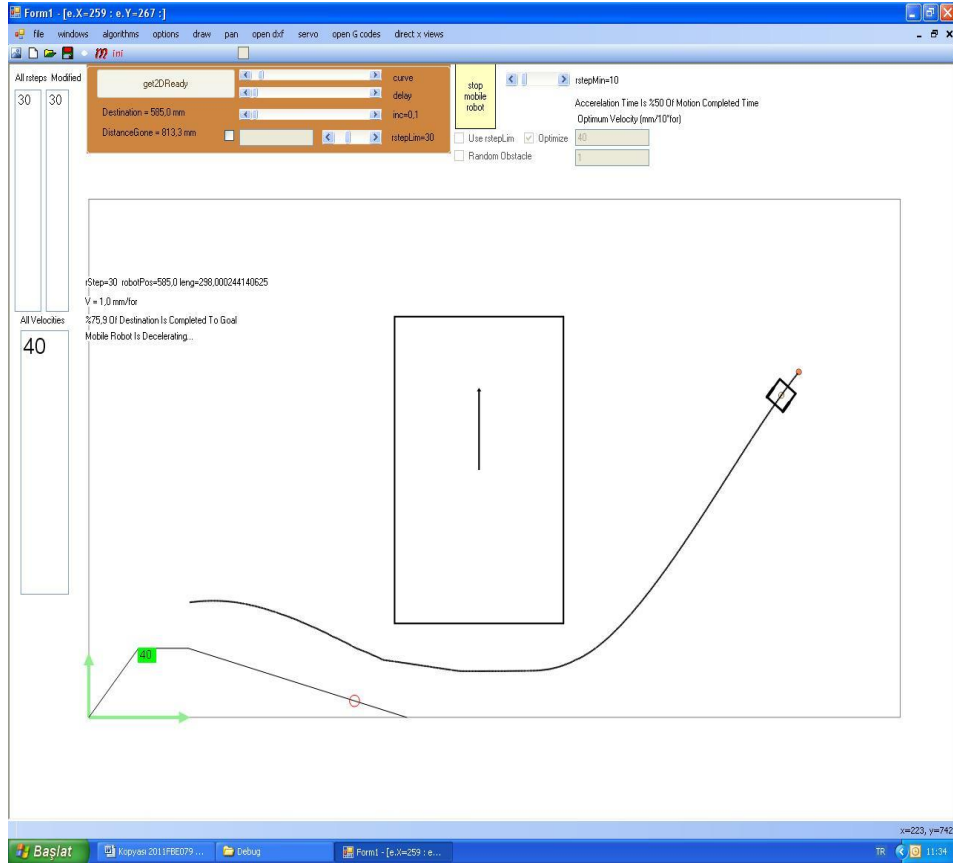 Form1 - [e.X=259 : e.Y=267 :]
file windows algorithms options draw pan open dxf servo open G codes direct x views
m ini
All rsteps Modified
30 30
get2DReady
curve
delay
Destination = 585,0 mm
inc=0,1
DistanceGone = 813,3 mm
rstepLim=30
stop
mobile
robot
rstepMin=10
Accerelation Time Is %50 Of Motion Completed Time
Optimum Velocity (mm/10*for)
Use rstepLim Optimize 40
Random Obstacle 1
rStep=30 robotPos=585,0 leng=298,000244140625
V = 1,0 mm/for
%75,9 Of Destination Is Completed To Goal
Mobile Robot Is Decelerating...
All Velocities
40
40
x=223, y=742
Başlat Kopyası 2011FBE079 ... Debug Form1 - [e.X=259 : e... TR 11:34